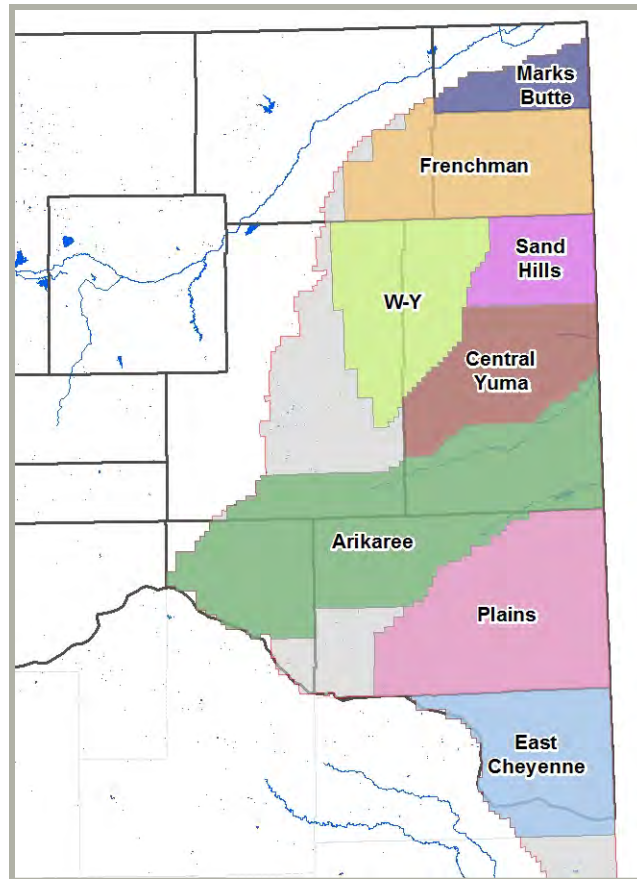 Marks
Butte
Frenchman
Sand
Hills
W-Y
Central
Yuma
Arikaree
Plains
East
Cheyenne